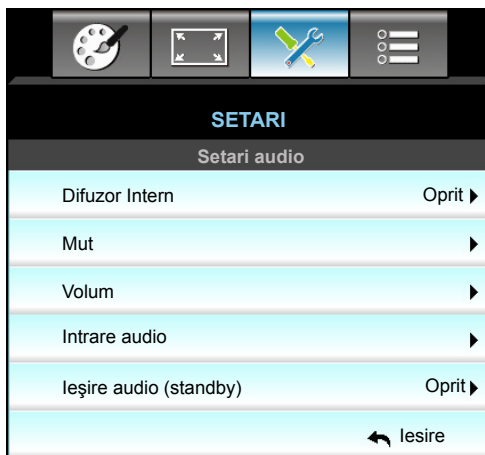 SETARI
Setari audio
Difuzor Intern Oprit
Mut
Volum
Intrare audio
Ieşire audio (standby) Oprit
Iesire